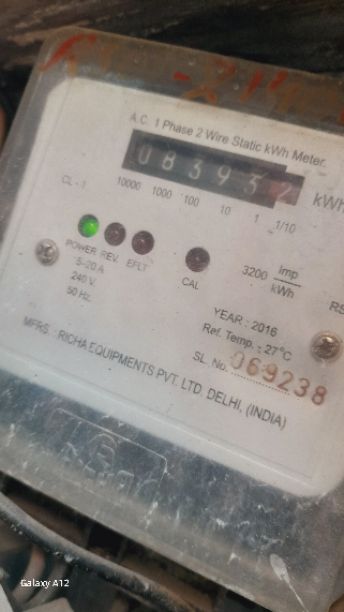 A.C. 1 Phase 2 Wire Static kWh Meter.
083932 kWh
CL - 1 10000 1000 100 10 1 1/10
POWER REV. EFLT CAL
5-20 A
240 V.
50 Hz.
3200 imp/kWh
RS
YEAR : 2016
Ref. Temp. : 27°C
SL. No. 069238
MFRS. : RICHA EQUIPMENTS PVT. LTD. DELHI, (INDIA)
Galaxy A12